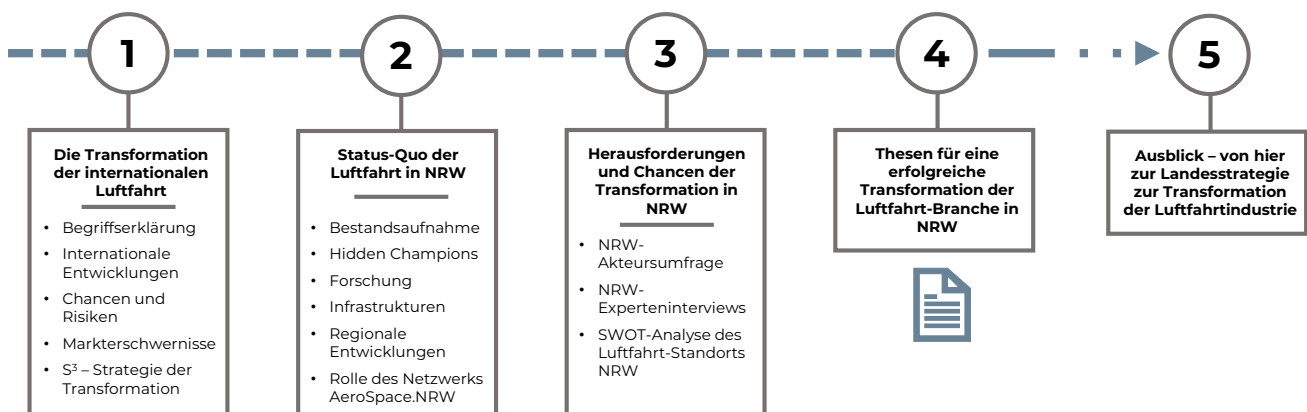 1
Die Transformation
der internationalen
Luftfahrt
• Begriffserklärung
• Internationale
Entwicklungen
• Chancen und
Risiken
• Markterschwernisse
• S³ – Strategie der
Transformation
2
Status-Quo der
Luftfahrt in NRW
• Bestandsaufnahme
• Hidden Champions
• Forschung
• Infrastrukturen
• Regionale
Entwicklungen
• Rolle des Netzwerks
AeroSpace.NRW
3
Herausforderungen
und Chancen der
Transformation in
NRW
• NRW-
Akteursumfrage
• NRW-
Experteninterviews
• SWOT-Analyse des
Luftfahrt-Standorts
NRW
4
Thesen für eine
erfolgreiche
Transformation der
Luftfahrt-Branche in
NRW
5
Ausblick – von hier
zur Landesstrategie
zur Transformation
der Luftfahrtindustrie